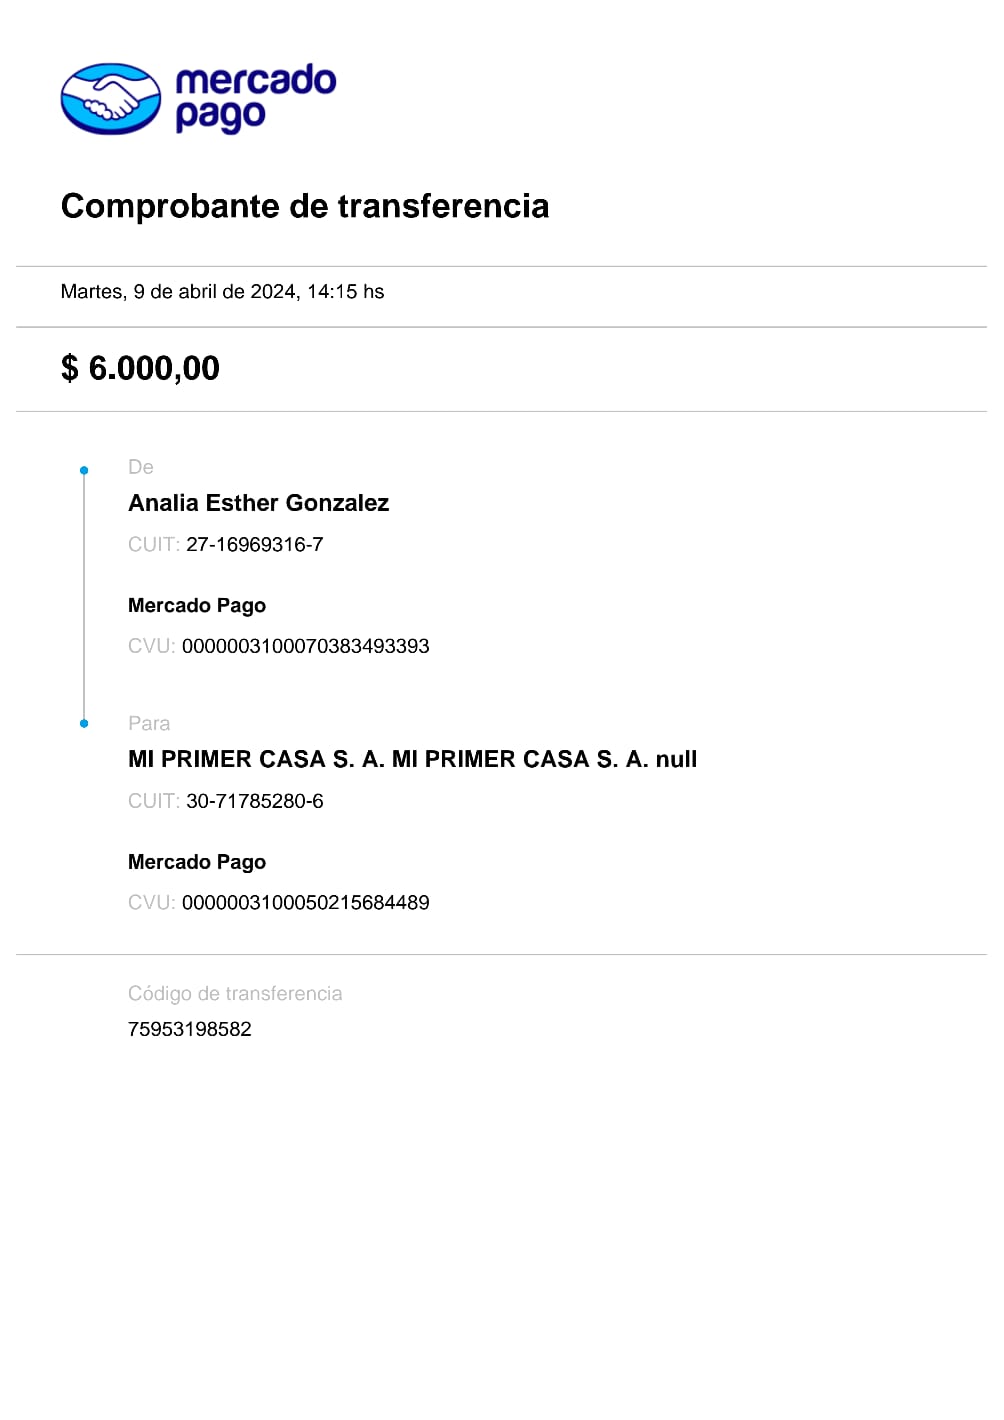 mercado
pago
Comprobante de transferencia
Martes, 9 de abril de 2024, 14:15 hs
$ 6.000,00
De
Analia Esther Gonzalez
CUIT: 27-16969316-7
Mercado Pago
CVU: 0000003100070383493393
Para
MI PRIMER CASA S. A. MI PRIMER CASA S. A. null
CUIT: 30-71785280-6
Mercado Pago
CVU: 0000003100050215684489
Código de transferencia
75953198582